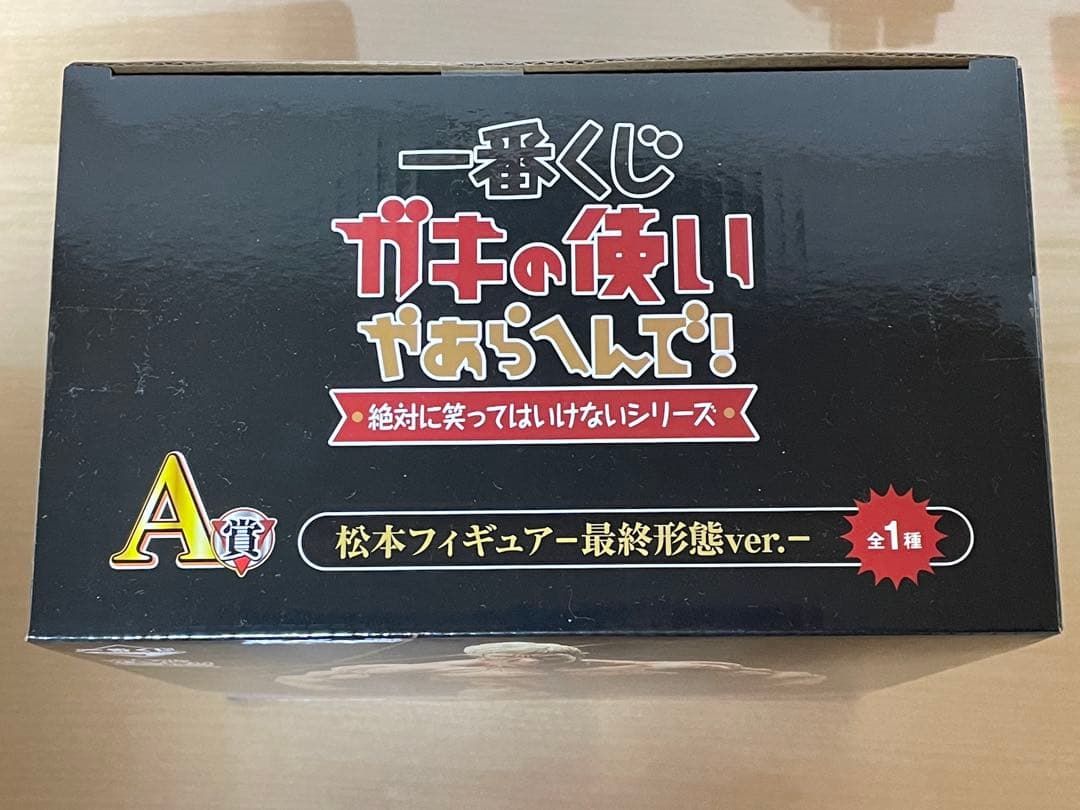 一番くじ
ガキの使い
やあらへんで!
絶対に笑ってはいけないシリーズ
A賞
松本フィギュアー最終形態ver.ー
全1種